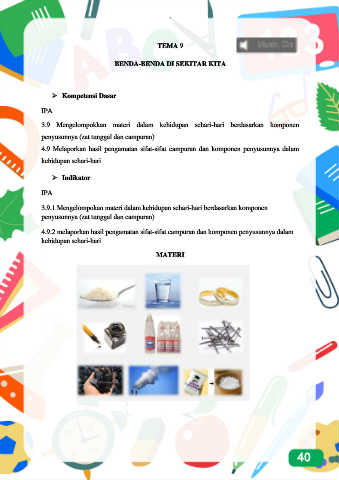 TEMA 9
BENDA-BENDA DI SEKITAR KITA
➤ Kompetensi Dasar
IPA
3.9 Mengelompokkan materi dalam kehidupan sehari-hari berdasarkan komponen
penyusunnya (zat tunggal dan campuran)
4.9 Melaporkan hasil pengamatan sifat-sifat campuran dan komponen penyusunnya dalam
kehidupan sehari-hari
➤ Indikator
IPA
3.9.1 Mengelompokan materi dalam kehidupan sehari-hari berdasarkan komponen
penyusunnya (zat tunggal dan campuran)
4.9.2 melaporkan hasil pengamatan sifat-sifat campuran dan komponen penyusunnya dalam
kehidupan sehari-hari
MATERI
40